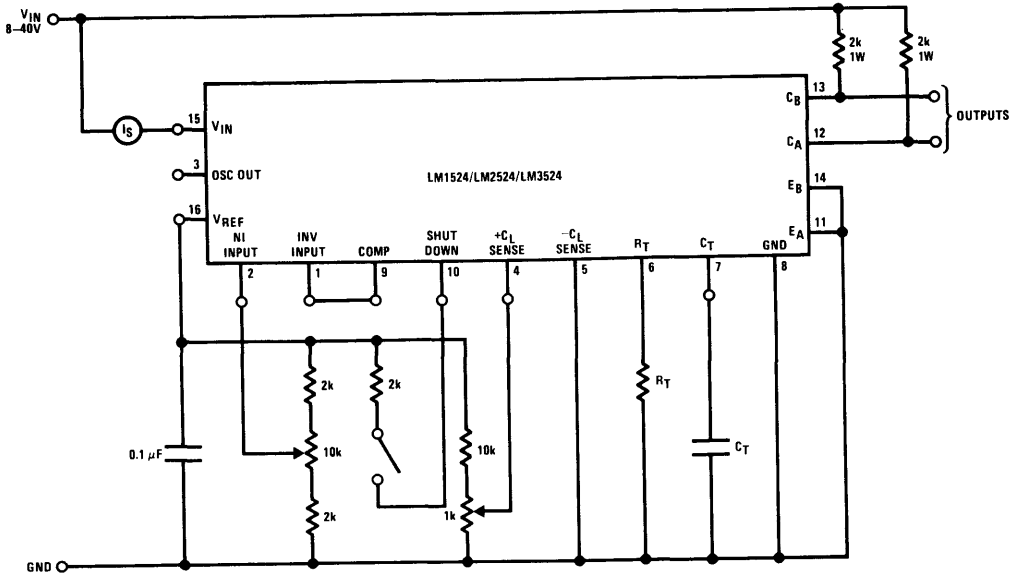 V_IN
8–40V
2k
1W
2k
1W
I_S
15
V_IN
3
OSC OUT
16
V_REF
LM1524/LM2524/LM3524
C_B
13
C_A
12
OUTPUTS
E_B
14
E_A
11
NI
INPUT
INV
INPUT
COMP
SHUT
DOWN
+C_L
SENSE
−C_L
SENSE
R_T
C_T
GND
2
1
9
10
4
5
6
7
8
2k
2k
R_T
0.1 μF
10k
10k
C_T
2k
1k
GND